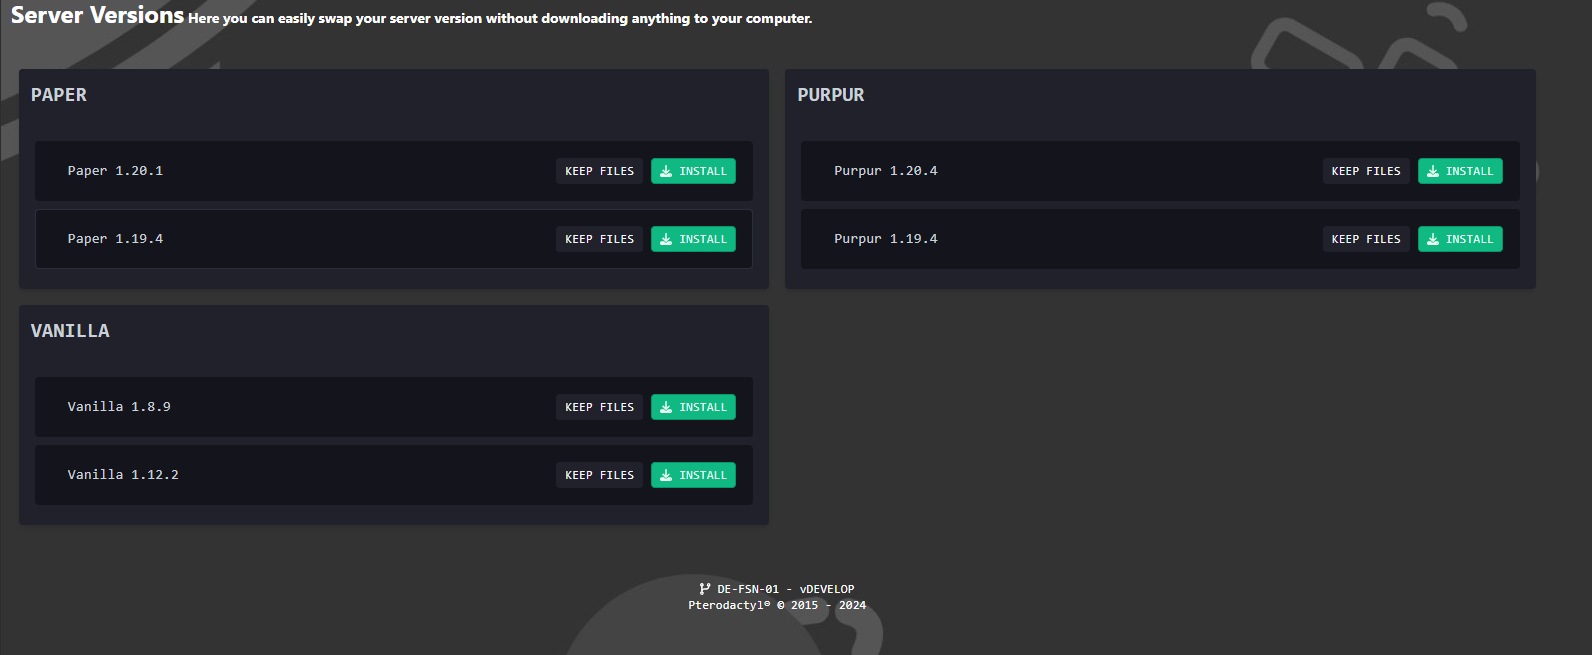 Server Versions Here you can easily swap your server version without downloading anything to your computer.
PAPER
Paper 1.20.1 KEEP FILES INSTALL
Paper 1.19.4 KEEP FILES INSTALL
PURPUR
Purpur 1.20.4 KEEP FILES INSTALL
Purpur 1.19.4 KEEP FILES INSTALL
VANILLA
Vanilla 1.8.9 KEEP FILES INSTALL
Vanilla 1.12.2 KEEP FILES INSTALL
DE-FSN-01 - vDEVELOP
Pterodactyl® © 2015 - 2024